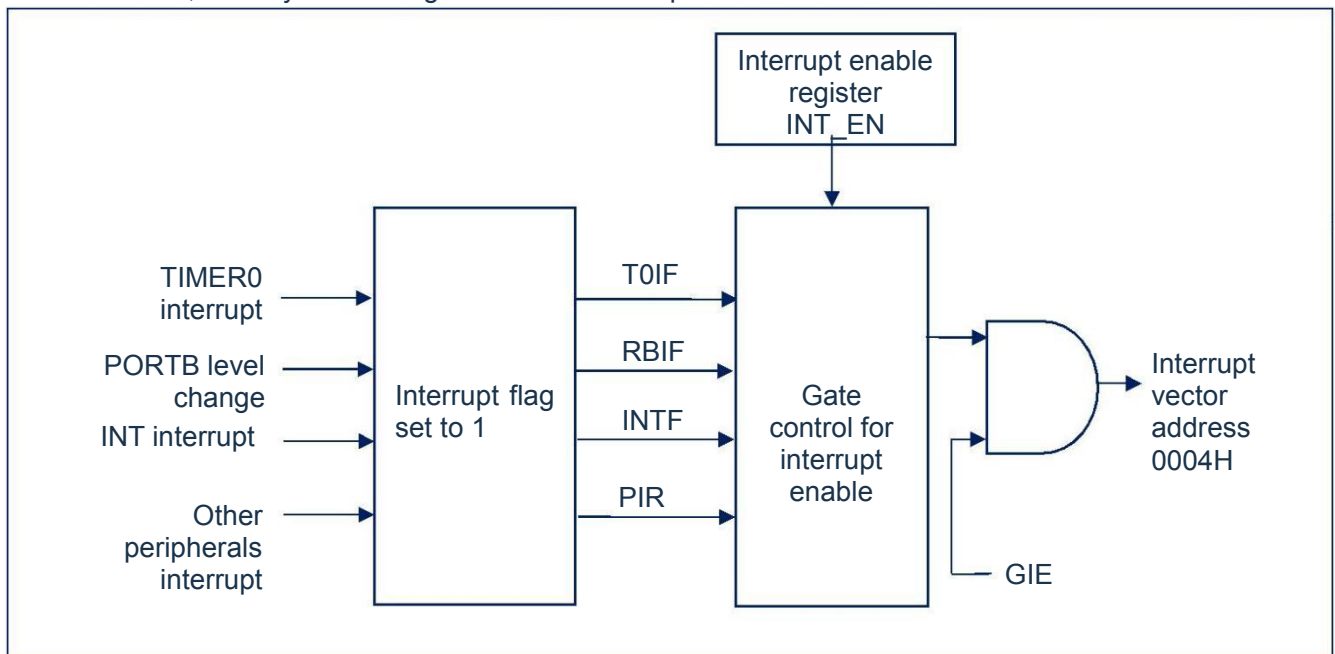 Interrupt enable
register
INT_EN
TIMER0
interrupt
PORTB level
change
INT interrupt
Other
peripherals
interrupt
Interrupt flag
set to 1
T0IF
RBIF
INTF
PIR
Gate
control for
interrupt
enable
GIE
Interrupt
vector
address
0004H